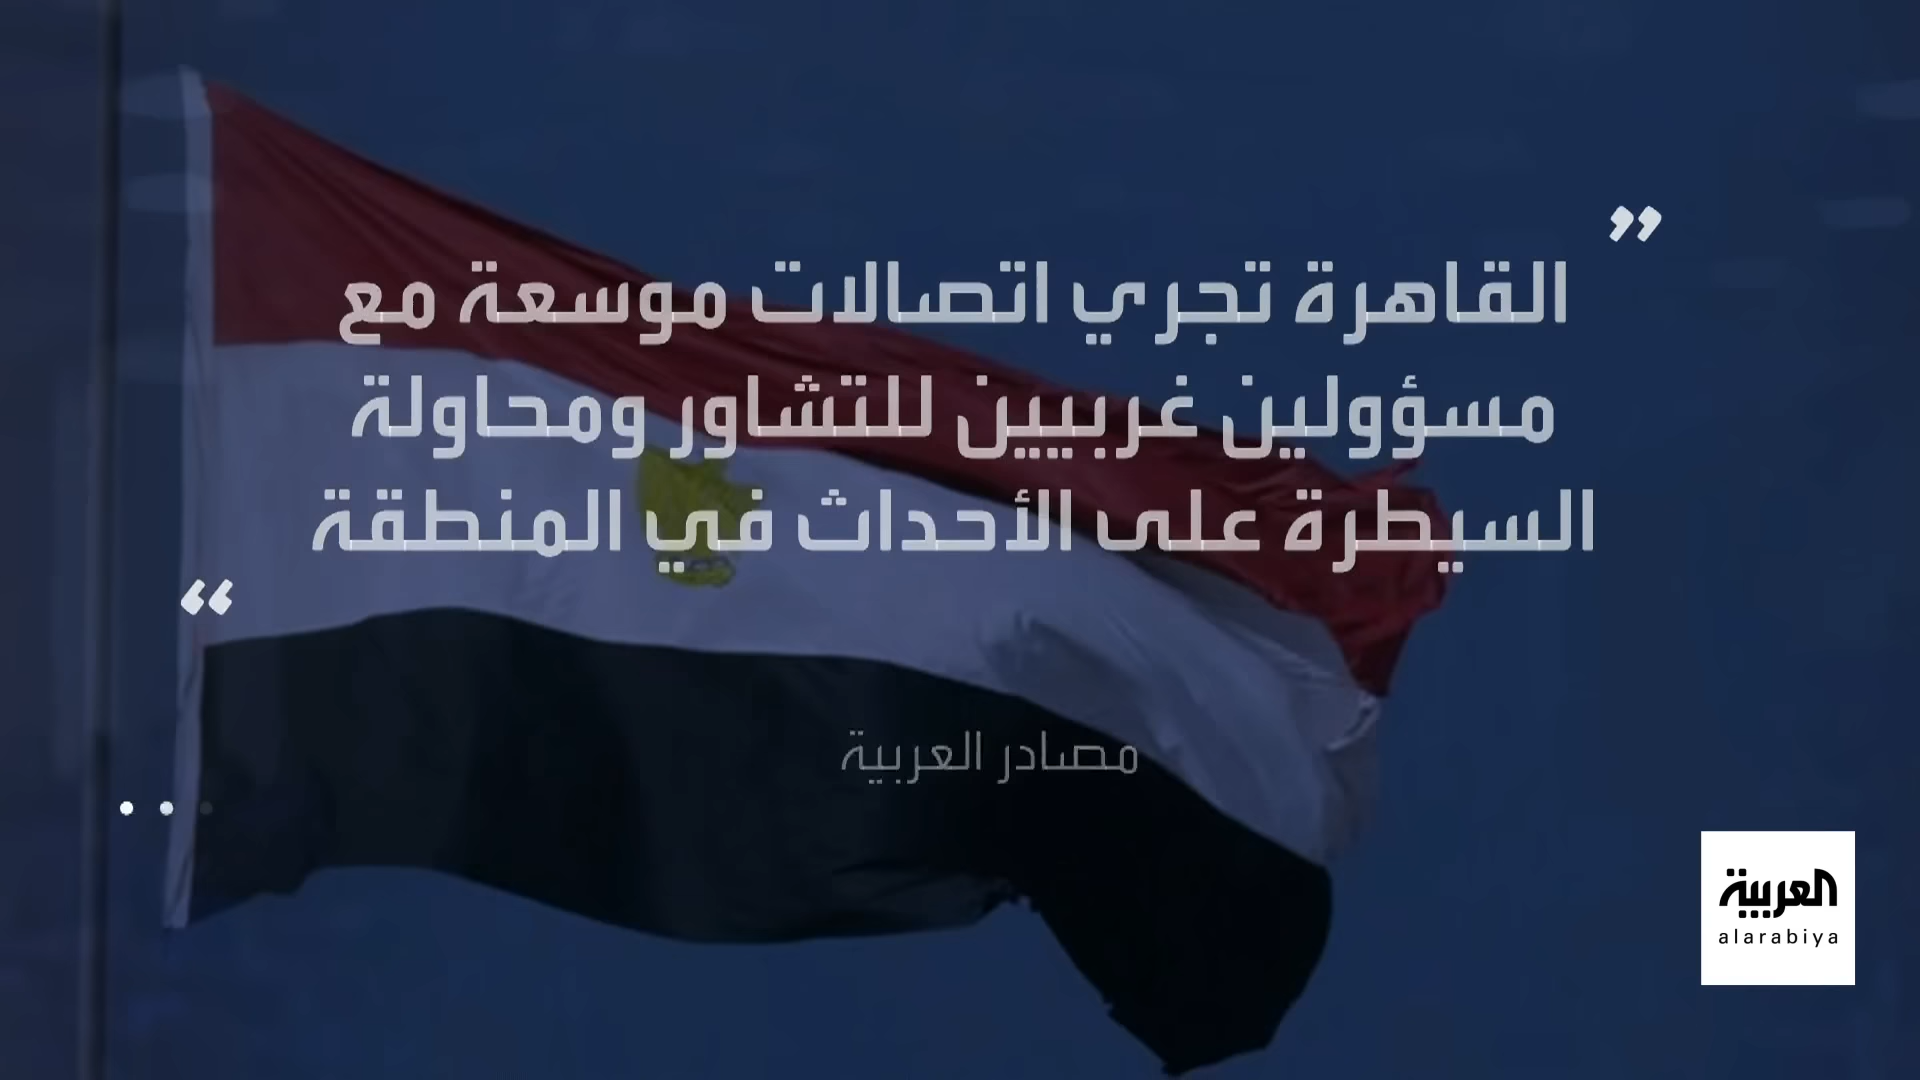 ”
القاهرة تجري اتصالات موسعة مع
مسؤولين غربيين للتشاور ومحاولة
السيطرة على الأحداث في المنطقة
“
مصادر العربية
العربية
alarabiya